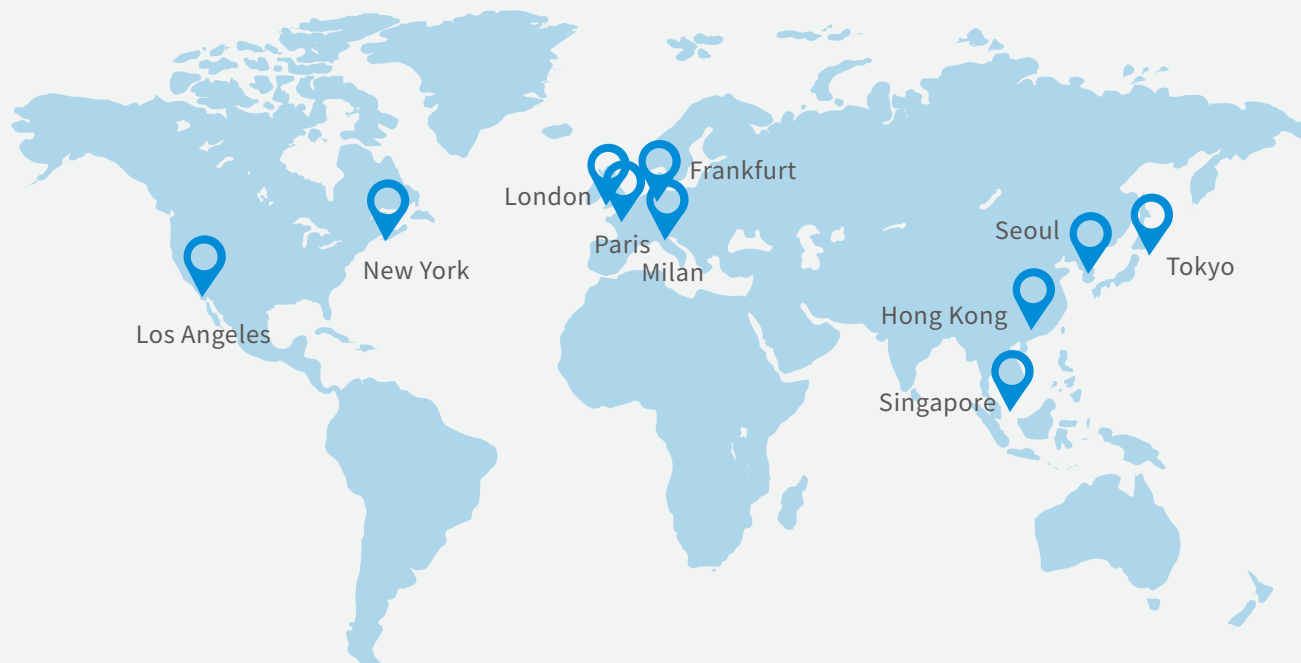 Frankfurt
London
Seoul
Paris
Tokyo
New York
Milan
Hong Kong
Los Angeles
Singapore